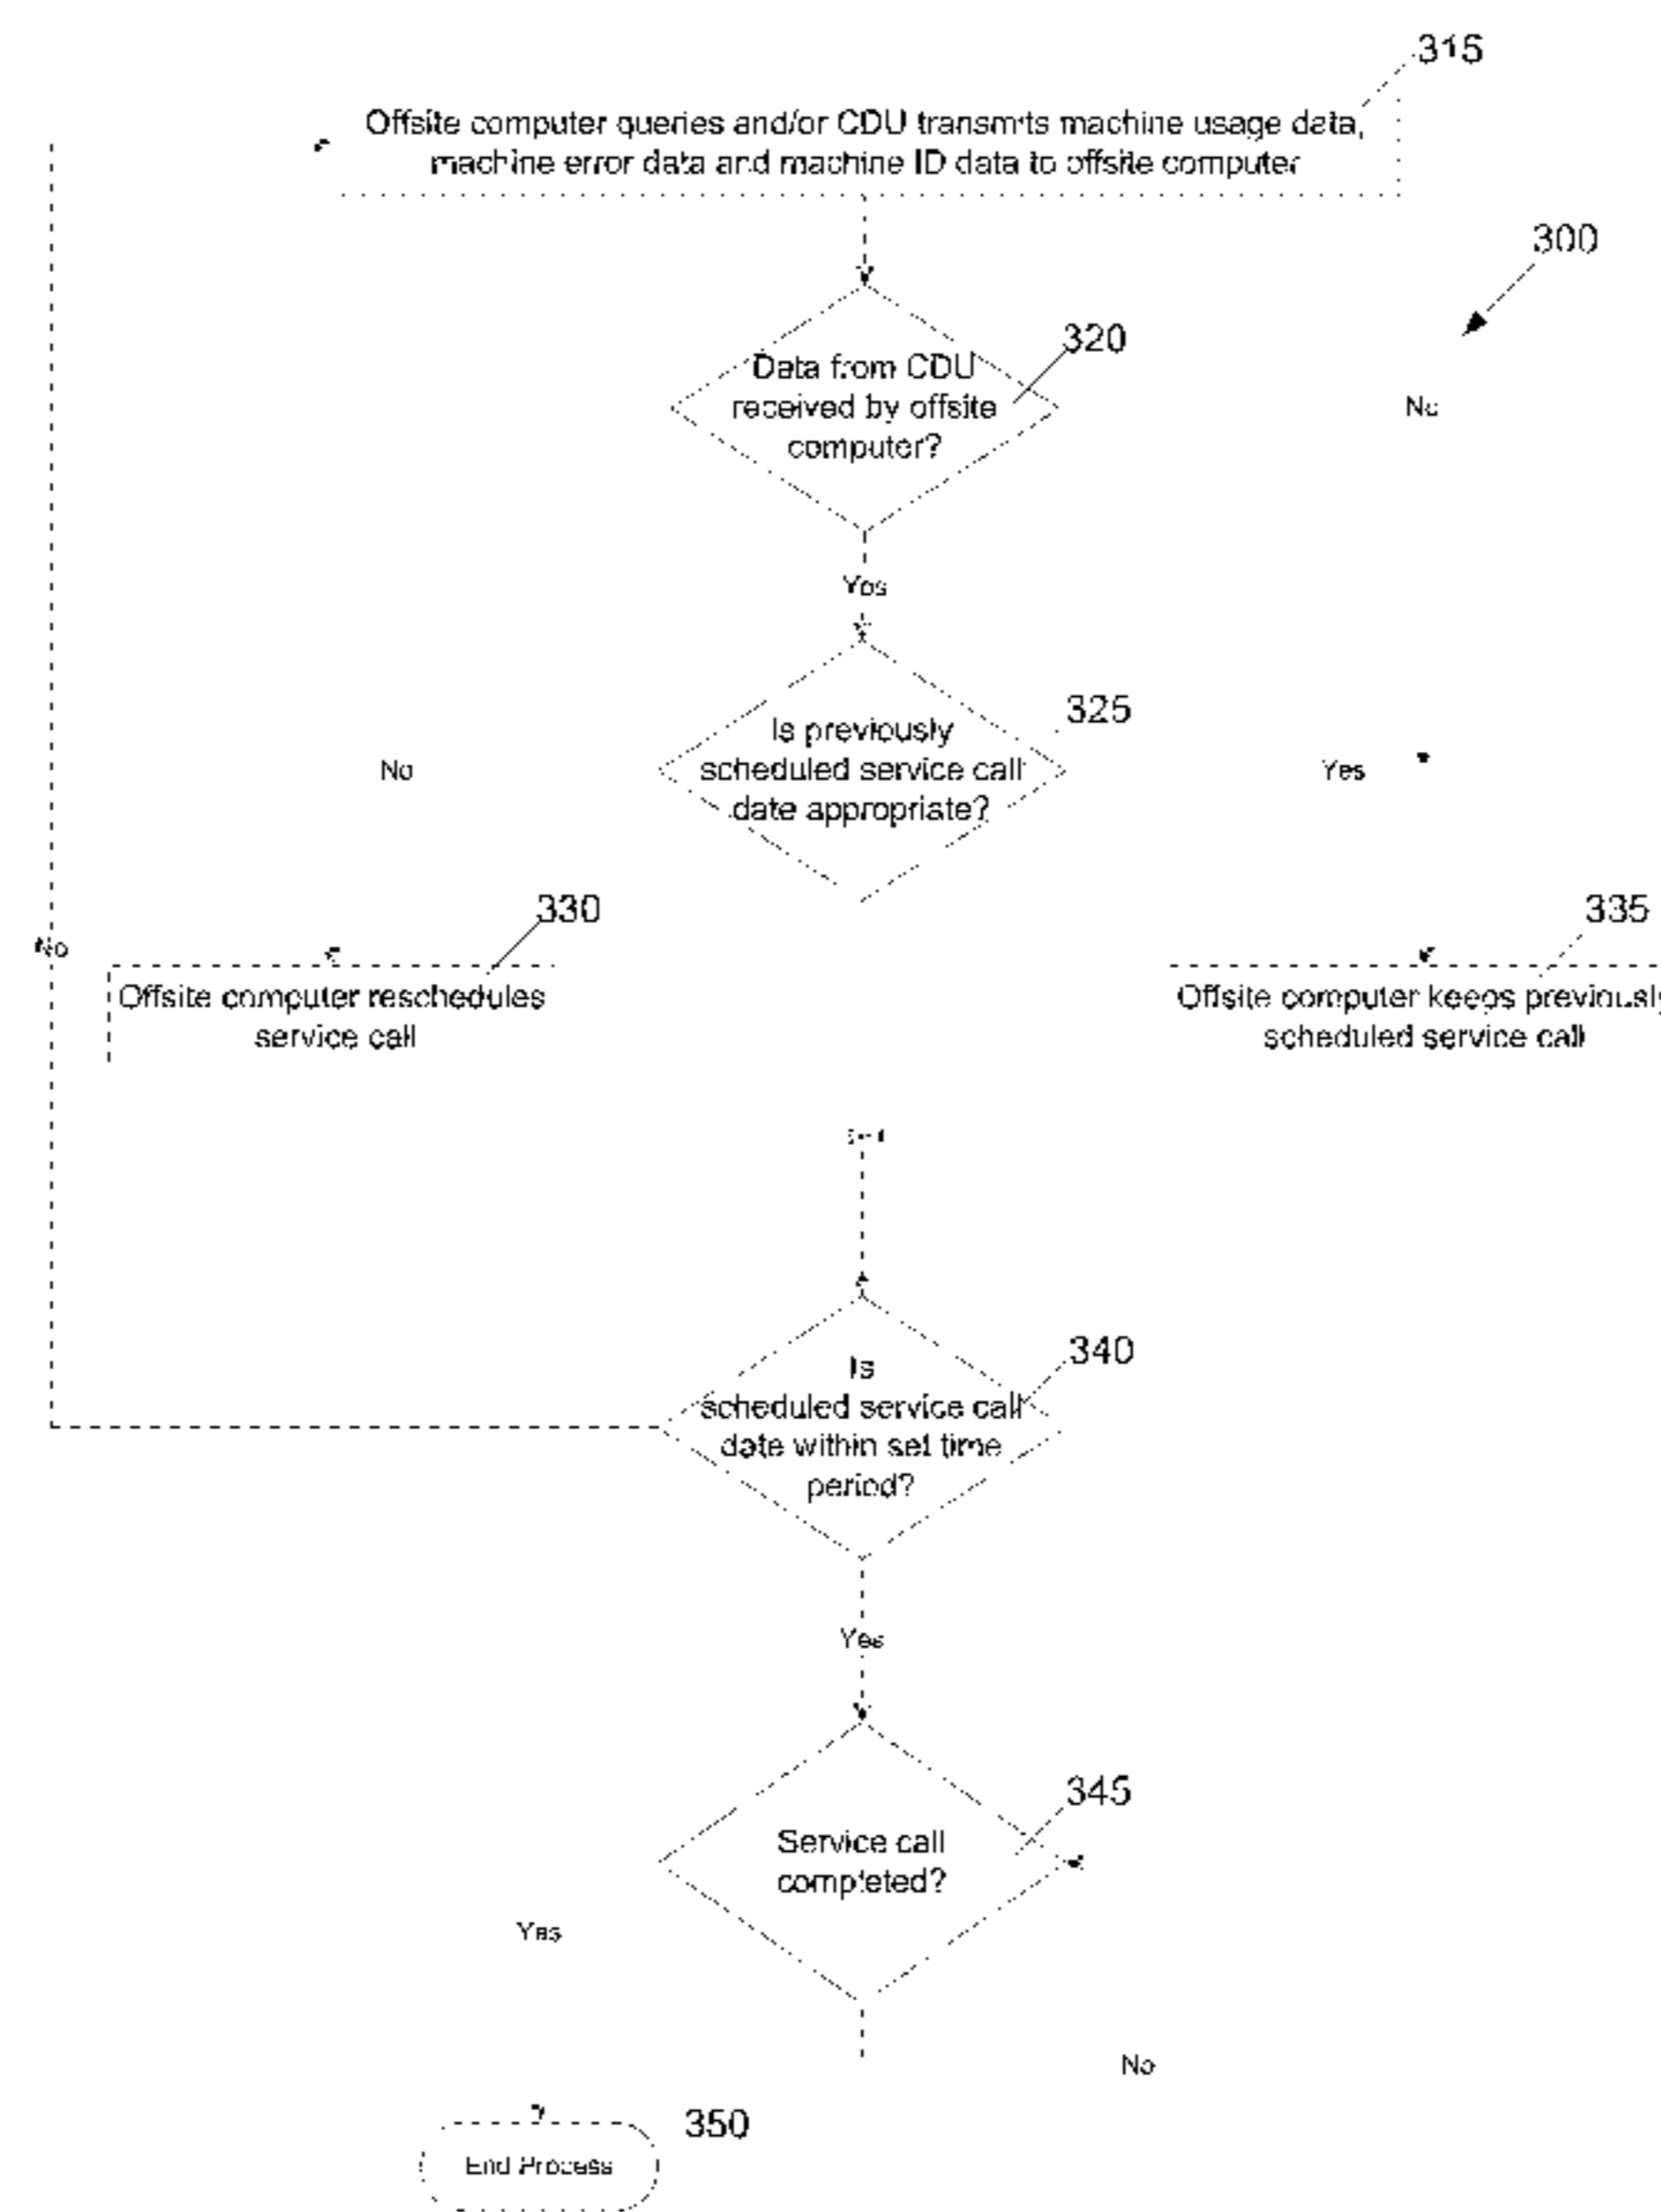 315
Offsite computer queries and/or CDU transmits machine usage data,
machine error data and machine ID data to offsite computer
300
320
Data from CDU
received by offsite
computer?
No
Yes
325
Is previously
scheduled service call
date appropriate?
No
Yes
330
335
No
Offsite computer reschedules
service call
Offsite computer keeps previously
scheduled service call
340
Is
scheduled service call
date within set time
period?
Yes
345
Service call
completed?
Yes
No
350
End Process